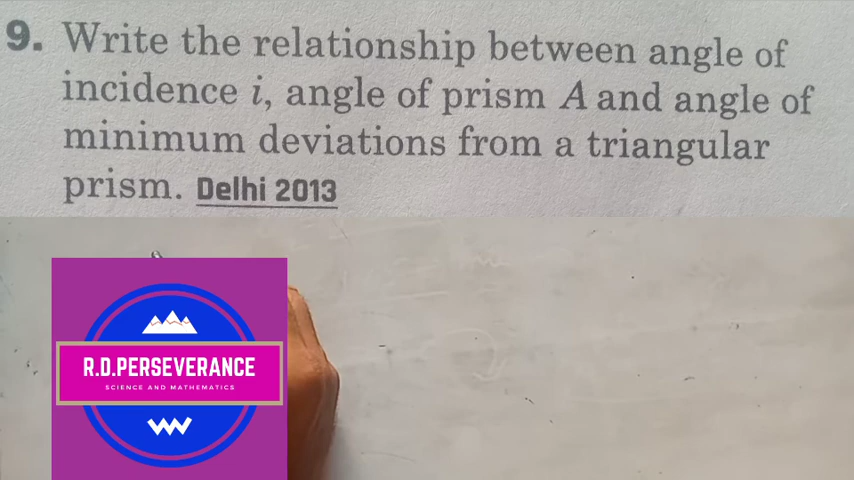 9. Write the relationship between angle of
incidence i, angle of prism A and angle of
minimum deviations from a triangular
prism. Delhi 2013
R.D.PERSEVERANCE
SCIENCE AND MATHEMATICS